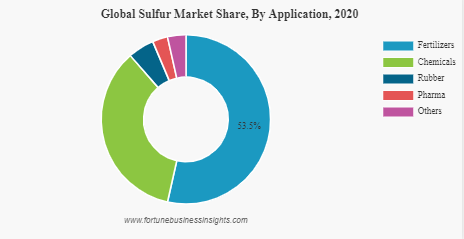 Global Sulfur Market Share, By Application, 2020
Fertilizers
Chemicals
Rubber
Pharma
Others
53.5%
www.fortunebusinessinsights.com